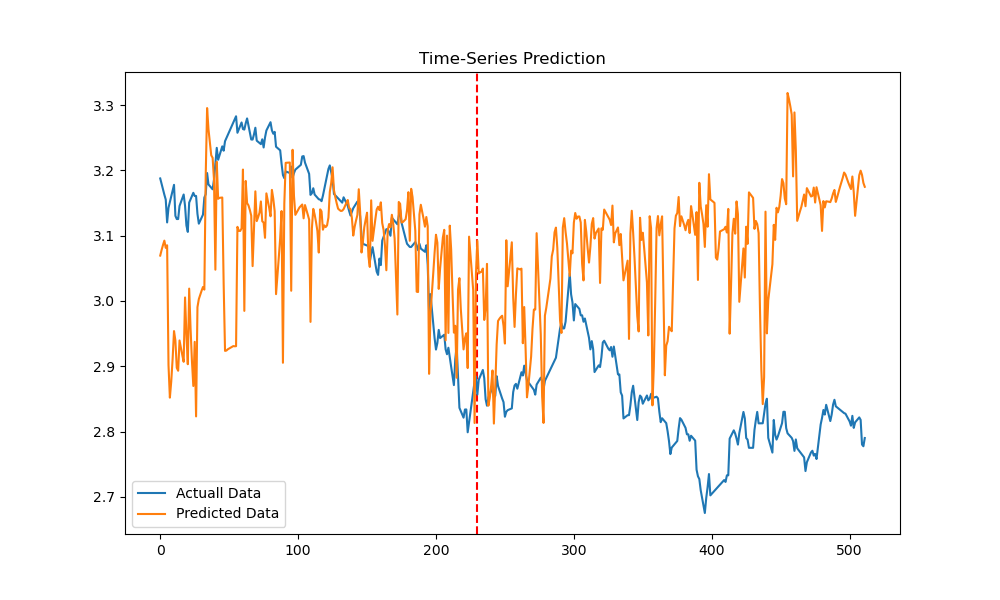 Time-Series Prediction
3.3
3.2
3.1
3.0
2.9
2.8
2.7
Actuall Data
Predicted Data
0 100 200 300 400 500